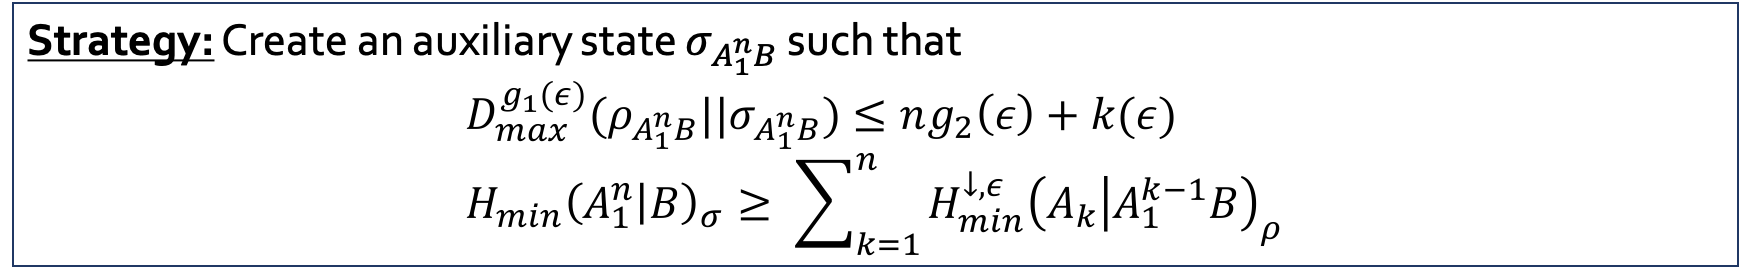 Strategy: Create an auxiliary state σ_{A_1^n B} such that
D_{max}^{g_1(ϵ)}(ρ_{A_1^n B}||σ_{A_1^n B}) ≤ ng_2(ϵ) + k(ϵ)
H_{min}(A_1^n|B)_σ ≥ ∑_{k=1}^n H_{min}^{↓,ϵ}(A_k|A_1^{k−1}B)_ρ